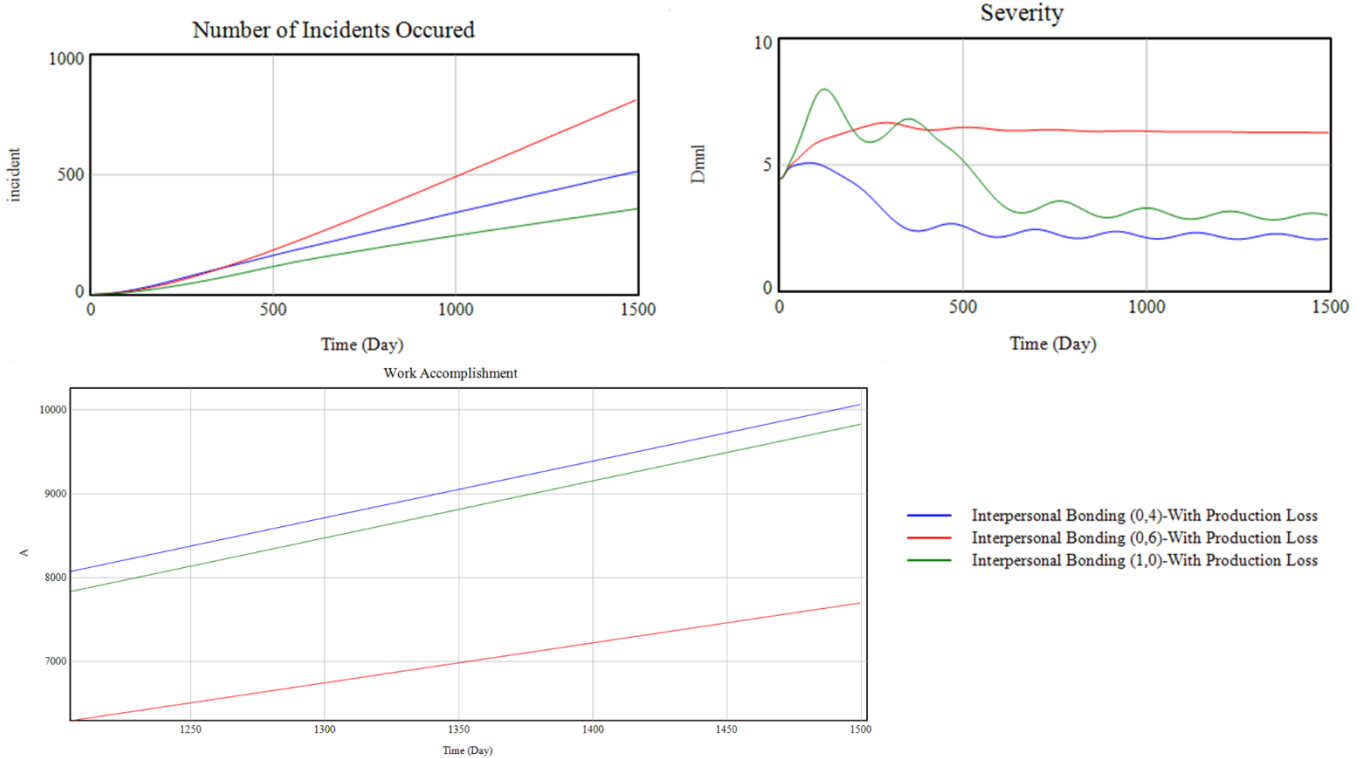 Number of Incidents Occured
1000
500
0
incident
0 500 1000 1500
Time (Day)
Severity
10
5
0
Dmnl
0 500 1000 1500
Time (Day)
Work Accomplishment
10000
9000
8000
7000
A
1250 1300 1350 1400 1450 1500
Time (Day)
Interpersonal Bonding (0,4)-With Production Loss
Interpersonal Bonding (0,6)-With Production Loss
Interpersonal Bonding (1,0)-With Production Loss